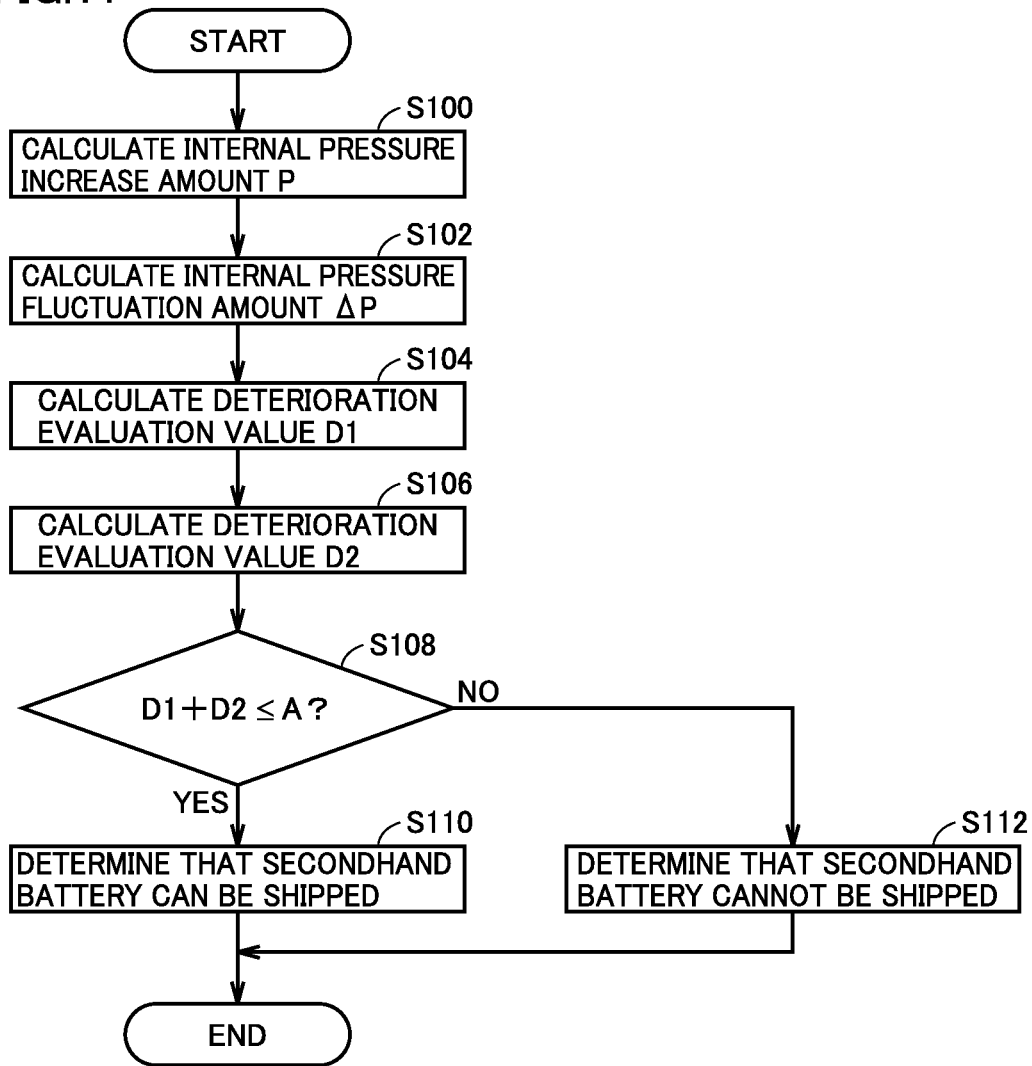 START
S100
CALCULATE INTERNAL PRESSURE
INCREASE AMOUNT P
S102
CALCULATE INTERNAL PRESSURE
FLUCTUATION AMOUNT ΔP
S104
CALCULATE DETERIORATION
EVALUATION VALUE D1
S106
CALCULATE DETERIORATION
EVALUATION VALUE D2
S108
D1+D2 ≤ A?
NO
YES
S110
DETERMINE THAT SECONDHAND
BATTERY CAN BE SHIPPED
S112
DETERMINE THAT SECONDHAND
BATTERY CANNOT BE SHIPPED
END